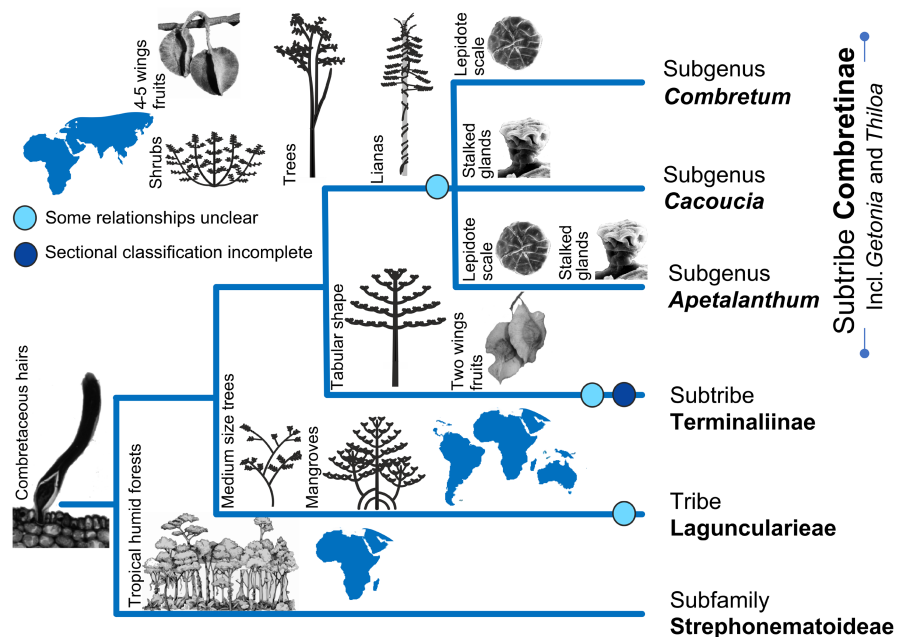 4-5 wings
fruits
Shrubs
Trees
Lianas
Lepidote
scale
Subgenus
Combretum
Stalked
glands
Subgenus
Cacoucia
Lepidote
scale
Stalked
glands
Subgenus
Apetalanthum
Subtribe Combretinae
Incl. Getonia and Thiloa
Some relationships unclear
Sectional classification incomplete
Tabular shape
Two wings
fruits
Subtribe
Terminaliinae
Combretaceous hairs
Medium size trees
Mangroves
Tribe
Laguncularieae
Tropical humid forests
Subfamily
Strephonematoideae